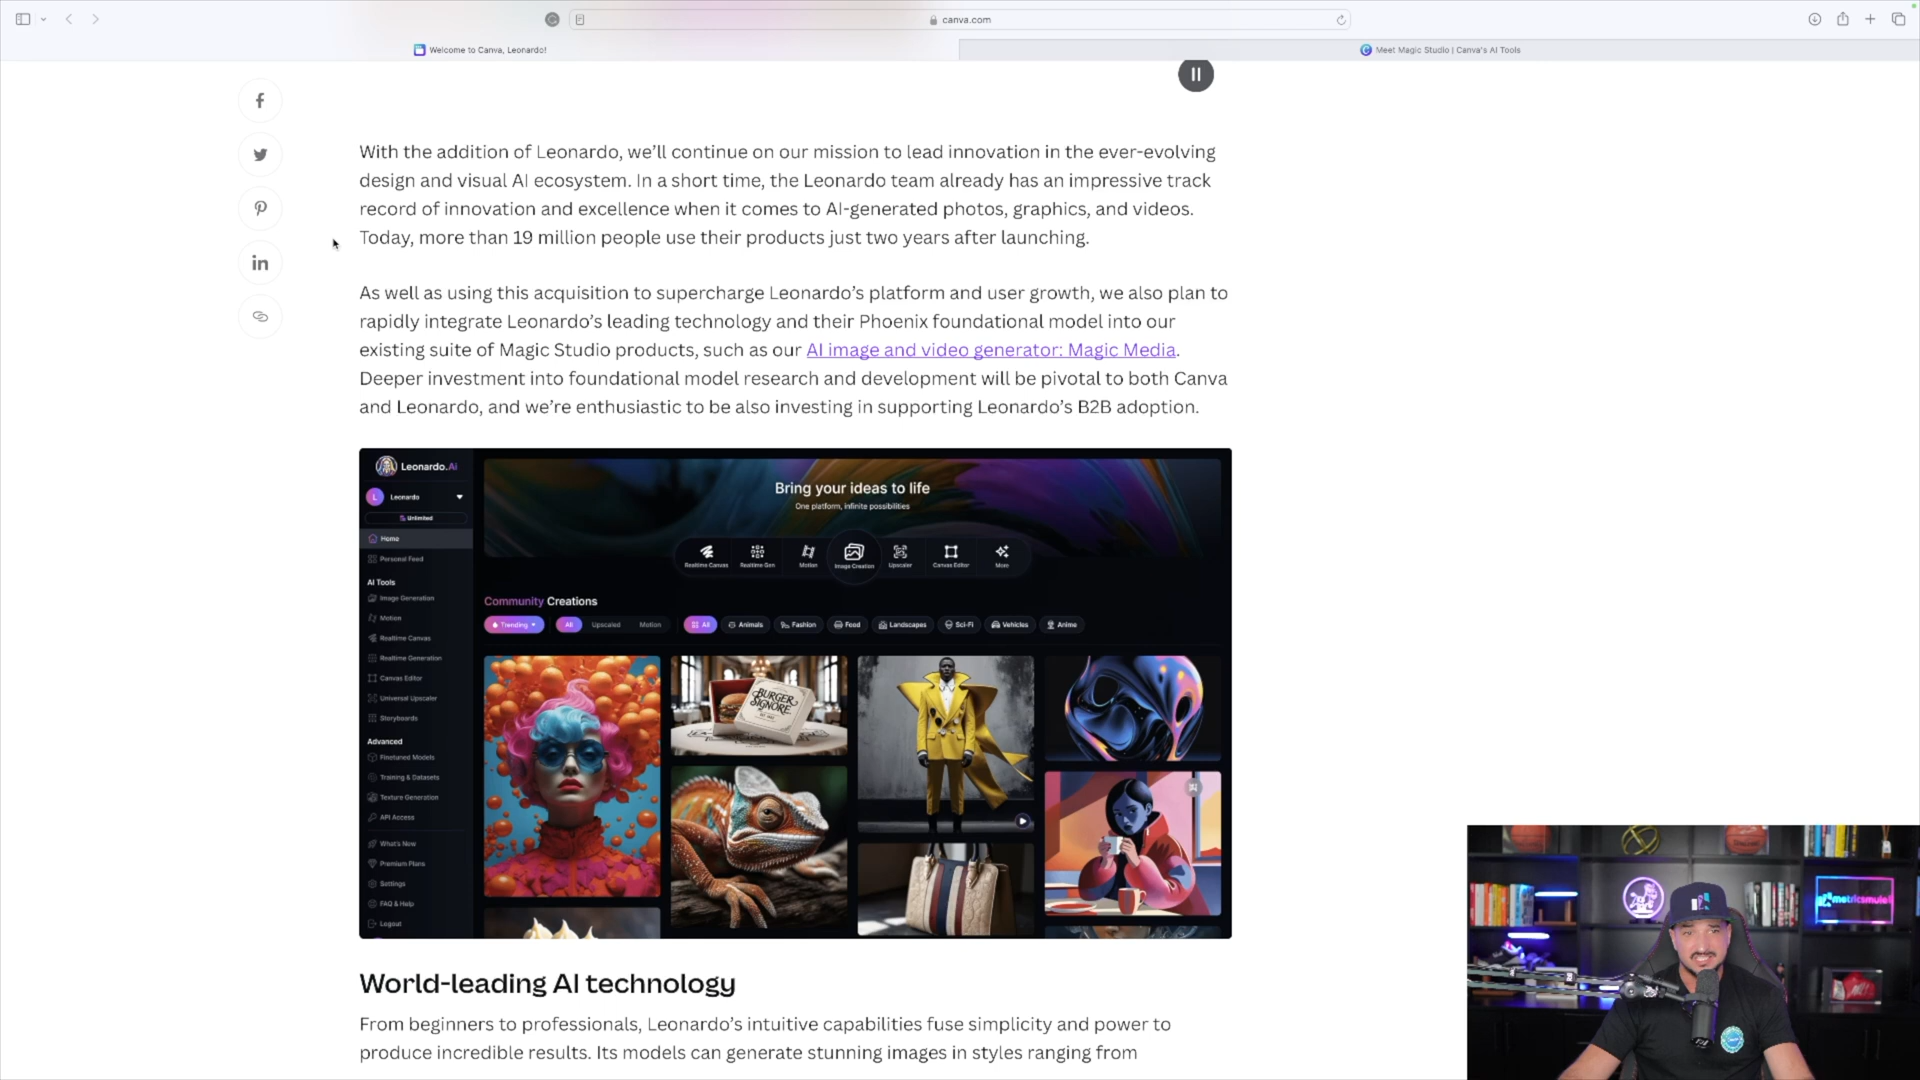 canva.com
Welcome to Canva, Leonardo!
Meet Magic Studio | Canva's AI Tools
With the addition of Leonardo, we'll continue on our mission to lead innovation in the ever-evolving
design and visual AI ecosystem. In a short time, the Leonardo team already has an impressive track
record of innovation and excellence when it comes to AI-generated photos, graphics, and videos.
Today, more than 19 million people use their products just two years after launching.
As well as using this acquisition to supercharge Leonardo's platform and user growth, we also plan to
rapidly integrate Leonardo's leading technology and their Phoenix foundational model into our
existing suite of Magic Studio products, such as our AI image and video generator: Magic Media.
Deeper investment into foundational model research and development will be pivotal to both Canva
and Leonardo, and we're enthusiastic to be also investing in supporting Leonardo's B2B adoption.
Leonardo.Ai
L Leonardo
Unlimited
Home
Personal Feed
AI Tools
Image Generation
Motion
Realtime Canvas
Realtime Generation
Canvas Editor
Universal Upscaler
Storyboards
Advanced
Finetuned Models
Training & Datasets
Texture Generation
API Access
What's New
Premium Plans
Settings
FAQ & Help
Logout
Bring your ideas to life
One platform, infinite possibilities
Realtime Canvas Realtime Gen Motion Image Creation Upscaler Canvas Editor More
Community Creations
Trending All Upscaled Motion All Animals Fashion Food Landscapes Sci-Fi Vehicles Anime
BURGER
SIGNORE
World-leading AI technology
From beginners to professionals, Leonardo's intuitive capabilities fuse simplicity and power to
produce incredible results. Its models can generate stunning images in styles ranging from
metricsmule